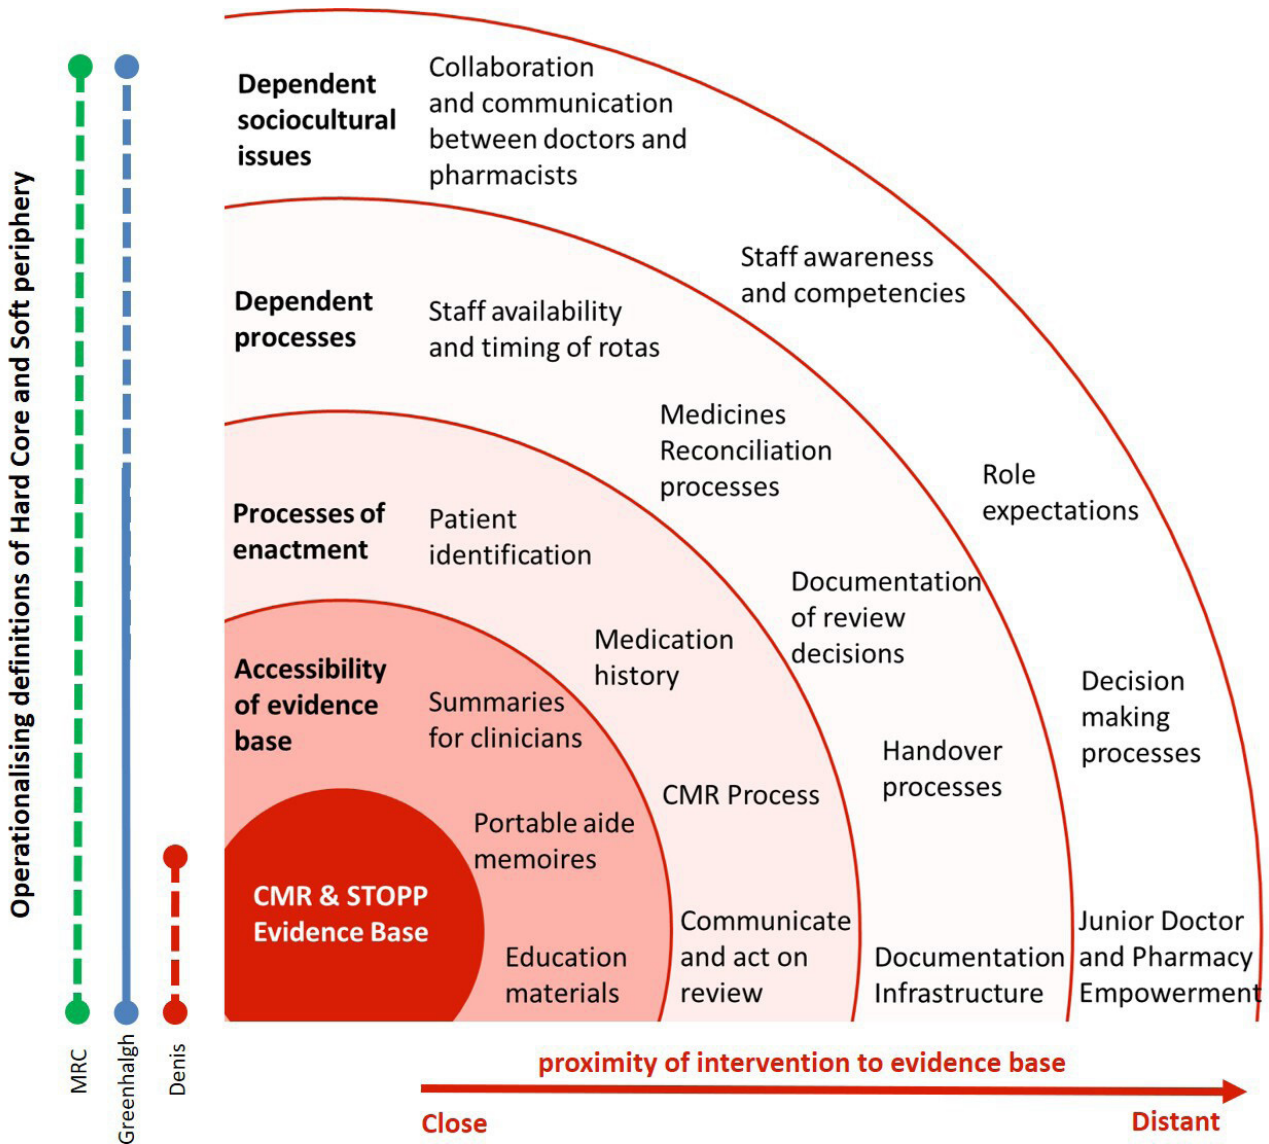 Operationalising definitions of Hard Core and Soft periphery
MRC
Greenhalgh
Denis
Dependent
sociocultural
issues
Collaboration
and communication
between doctors and
pharmacists
Staff awareness
and competencies
Role
expectations
Decision
making
processes
Junior Doctor
and Pharmacy
Empowerment
Dependent
processes
Staff availability
and timing of rotas
Medicines
Reconciliation
processes
Documentation
of review
decisions
Handover
processes
Documentation
Infrastructure
Processes of
enactment
Patient
identification
Medication
history
CMR Process
Communicate
and act on
review
Accessibility
of evidence
base
Summaries
for clinicians
Portable aide
memoires
Education
materials
CMR & STOPP
Evidence Base
proximity of intervention to evidence base
Close
Distant